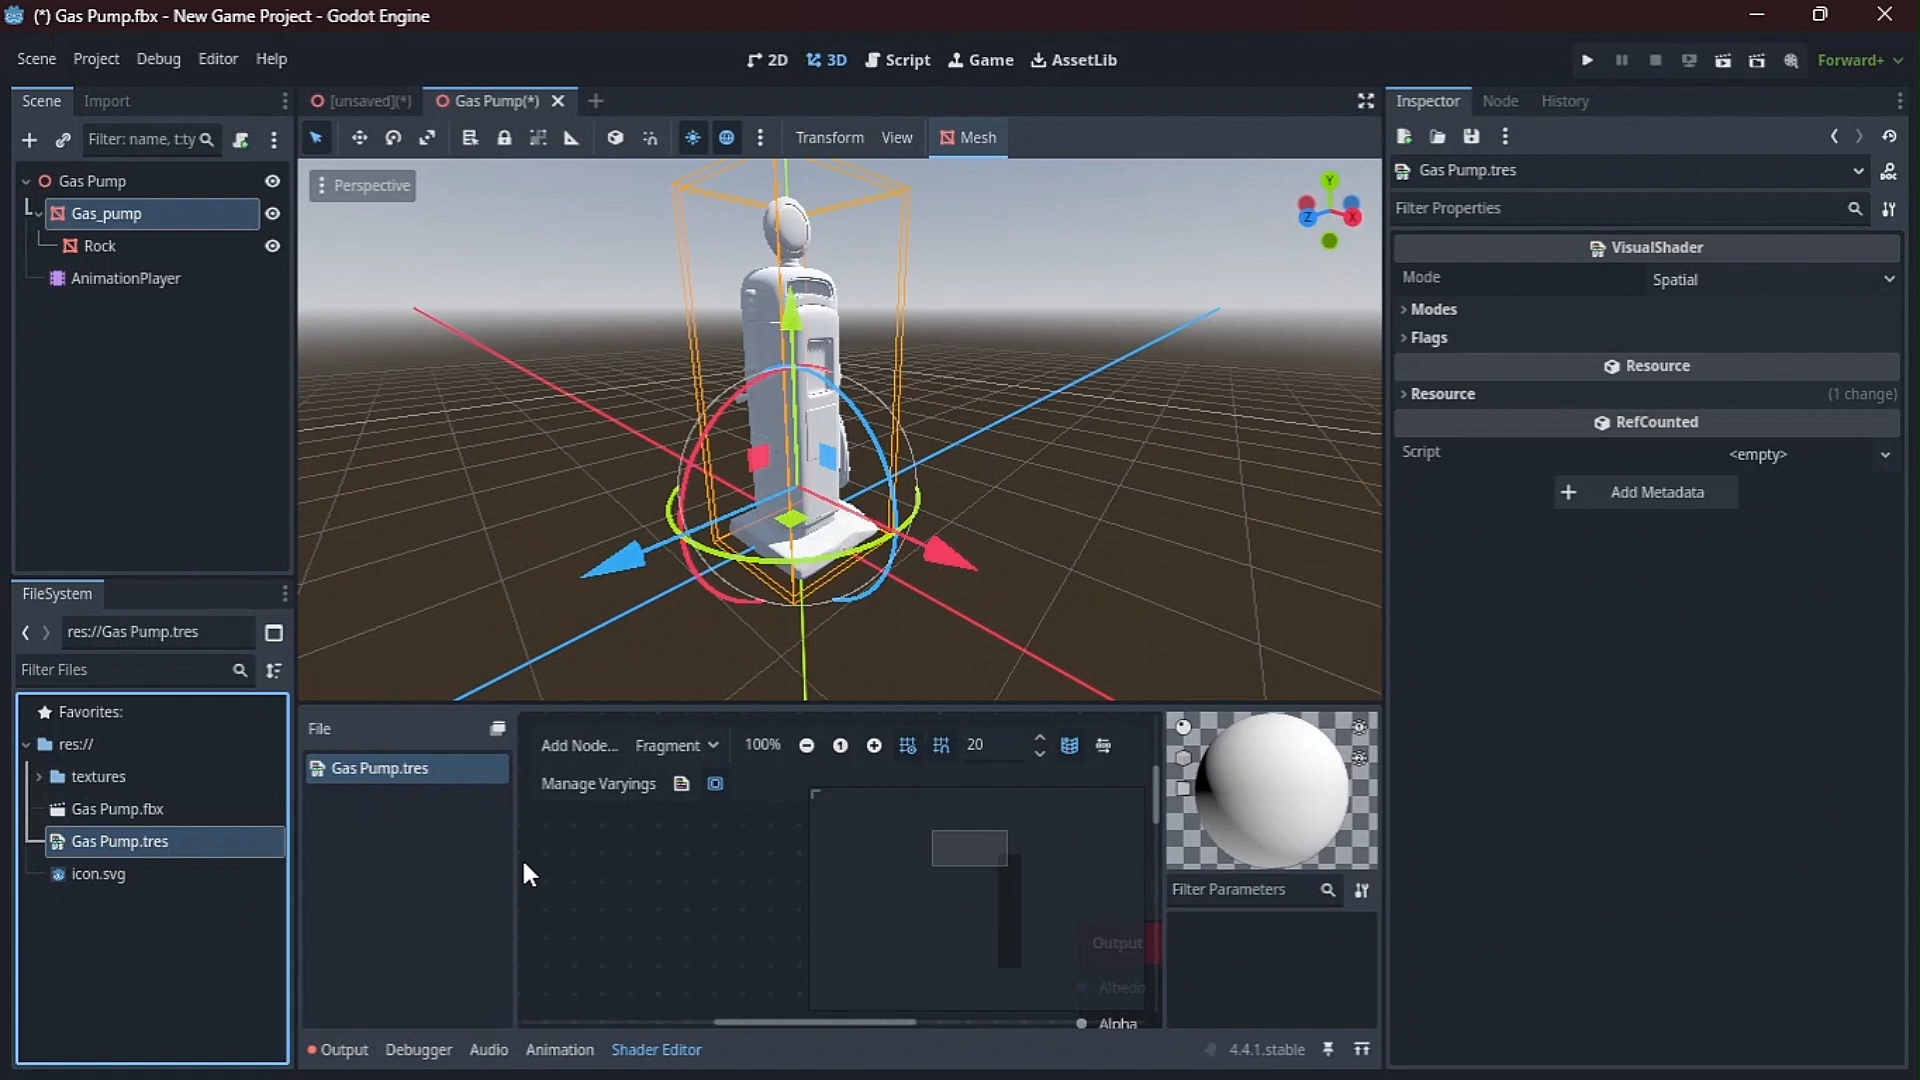 (*) Gas Pump.fbx - New Game Project - Godot Engine
Scene Project Debug Editor Help
2D 3D Script Game AssetLib
Forward+
Scene Import
Filter: name, t:ty
Gas Pump
Gas_pump
Rock
AnimationPlayer
FileSystem
res://Gas Pump.tres
Filter Files
Favorites:
res://
textures
Gas Pump.fbx
Gas Pump.tres
icon.svg
[unsaved](*) Gas Pump(*)
Transform View Mesh
Perspective
Y
Z X
File
Gas Pump.tres
Add Node... Fragment 100% 1 20
Manage Varyings
Output
Albedo
Alpha
Filter Parameters
Output Debugger Audio Animation Shader Editor
4.4.1.stable
Inspector Node History
Gas Pump.tres
DOC
Filter Properties
VisualShader
Mode Spatial
Modes
Flags
Resource
Resource (1 change)
RefCounted
Script <empty>
Add Metadata